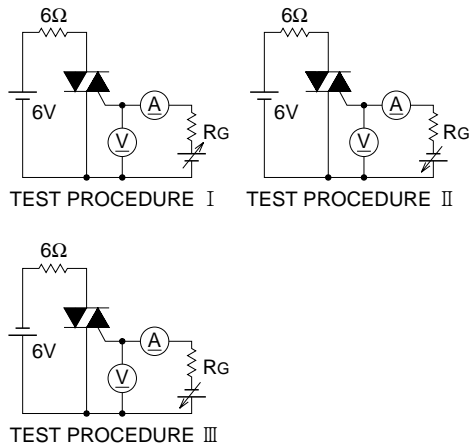 6Ω
6V
A
V
RG
TEST PROCEDURE Ⅰ
6Ω
6V
A
V
RG
TEST PROCEDURE Ⅱ
6Ω
6V
A
V
RG
TEST PROCEDURE Ⅲ